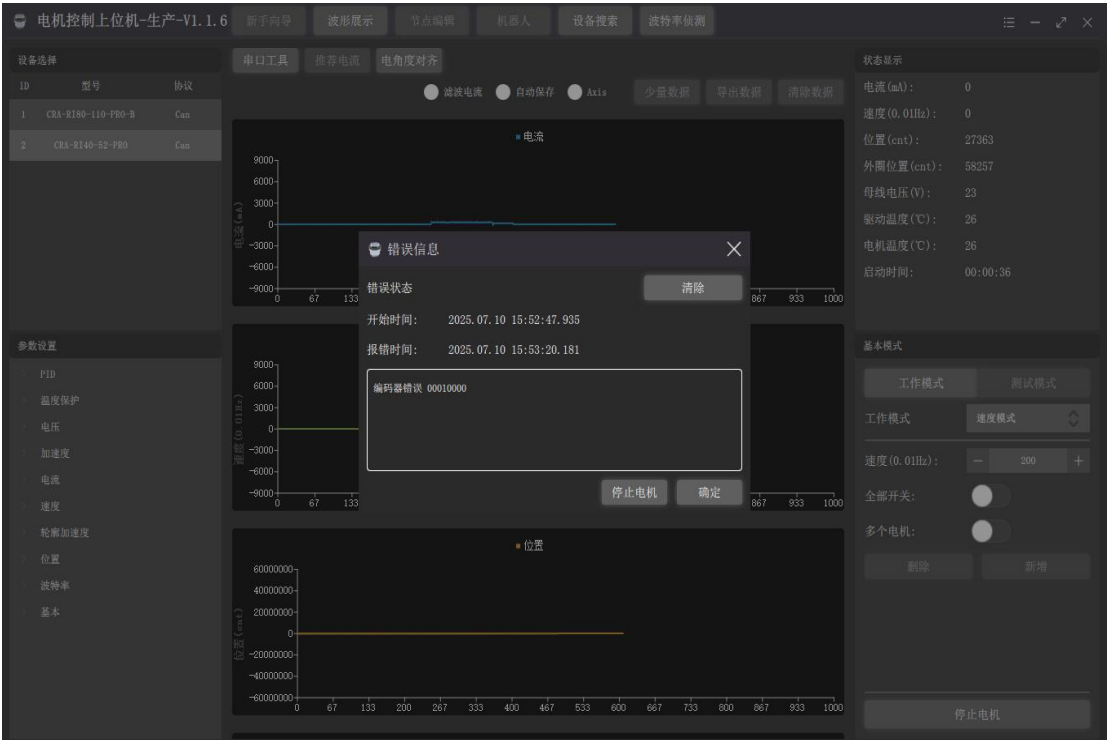 电机控制上位机-生产-V1.1.6 新手向导 波形展示 节点编辑 机器人 设备搜索 波特率侦测
设备选择
ID 型号 协议
1 CRA-RI80-110-PRO-B Can
2 CRA-RI40-52-PRO Can
串口工具 推荐电流 电角度对齐
滤波电流 自动保存 Axis 少量数据 导出数据 清除数据
电流
电流(mA)
9000
6000
3000
0
-3000
-6000
-9000
0 67 133 867 933 1000
速度(0.01Hz)
9000
6000
3000
0
-3000
-6000
-9000
0 67 133 867 933 1000
位置
位置(cnt)
60000000
40000000
20000000
0
-20000000
-40000000
-60000000
0 67 133 200 267 333 400 467 533 600 667 733 800 867 933 1000
错误信息
错误状态 清除
开始时间: 2025.07.10 15:52:47.935
报错时间: 2025.07.10 15:53:20.181
编码器错误 00010000
停止电机 确定
参数设置
PID
温度保护
电压
加速度
电流
速度
轮廓加速度
位置
波特率
基本
状态显示
电流(mA): 0
速度(0.01Hz): 0
位置(cnt): 27363
外圈位置(cnt): 58257
母线电压(V): 23
驱动温度(℃): 26
电机温度(℃): 26
启动时间: 00:00:36
基本模式
工作模式 测试模式
工作模式 速度模式
速度(0.01Hz): - 200 +
全部开关:
多个电机:
删除 新增
停止电机